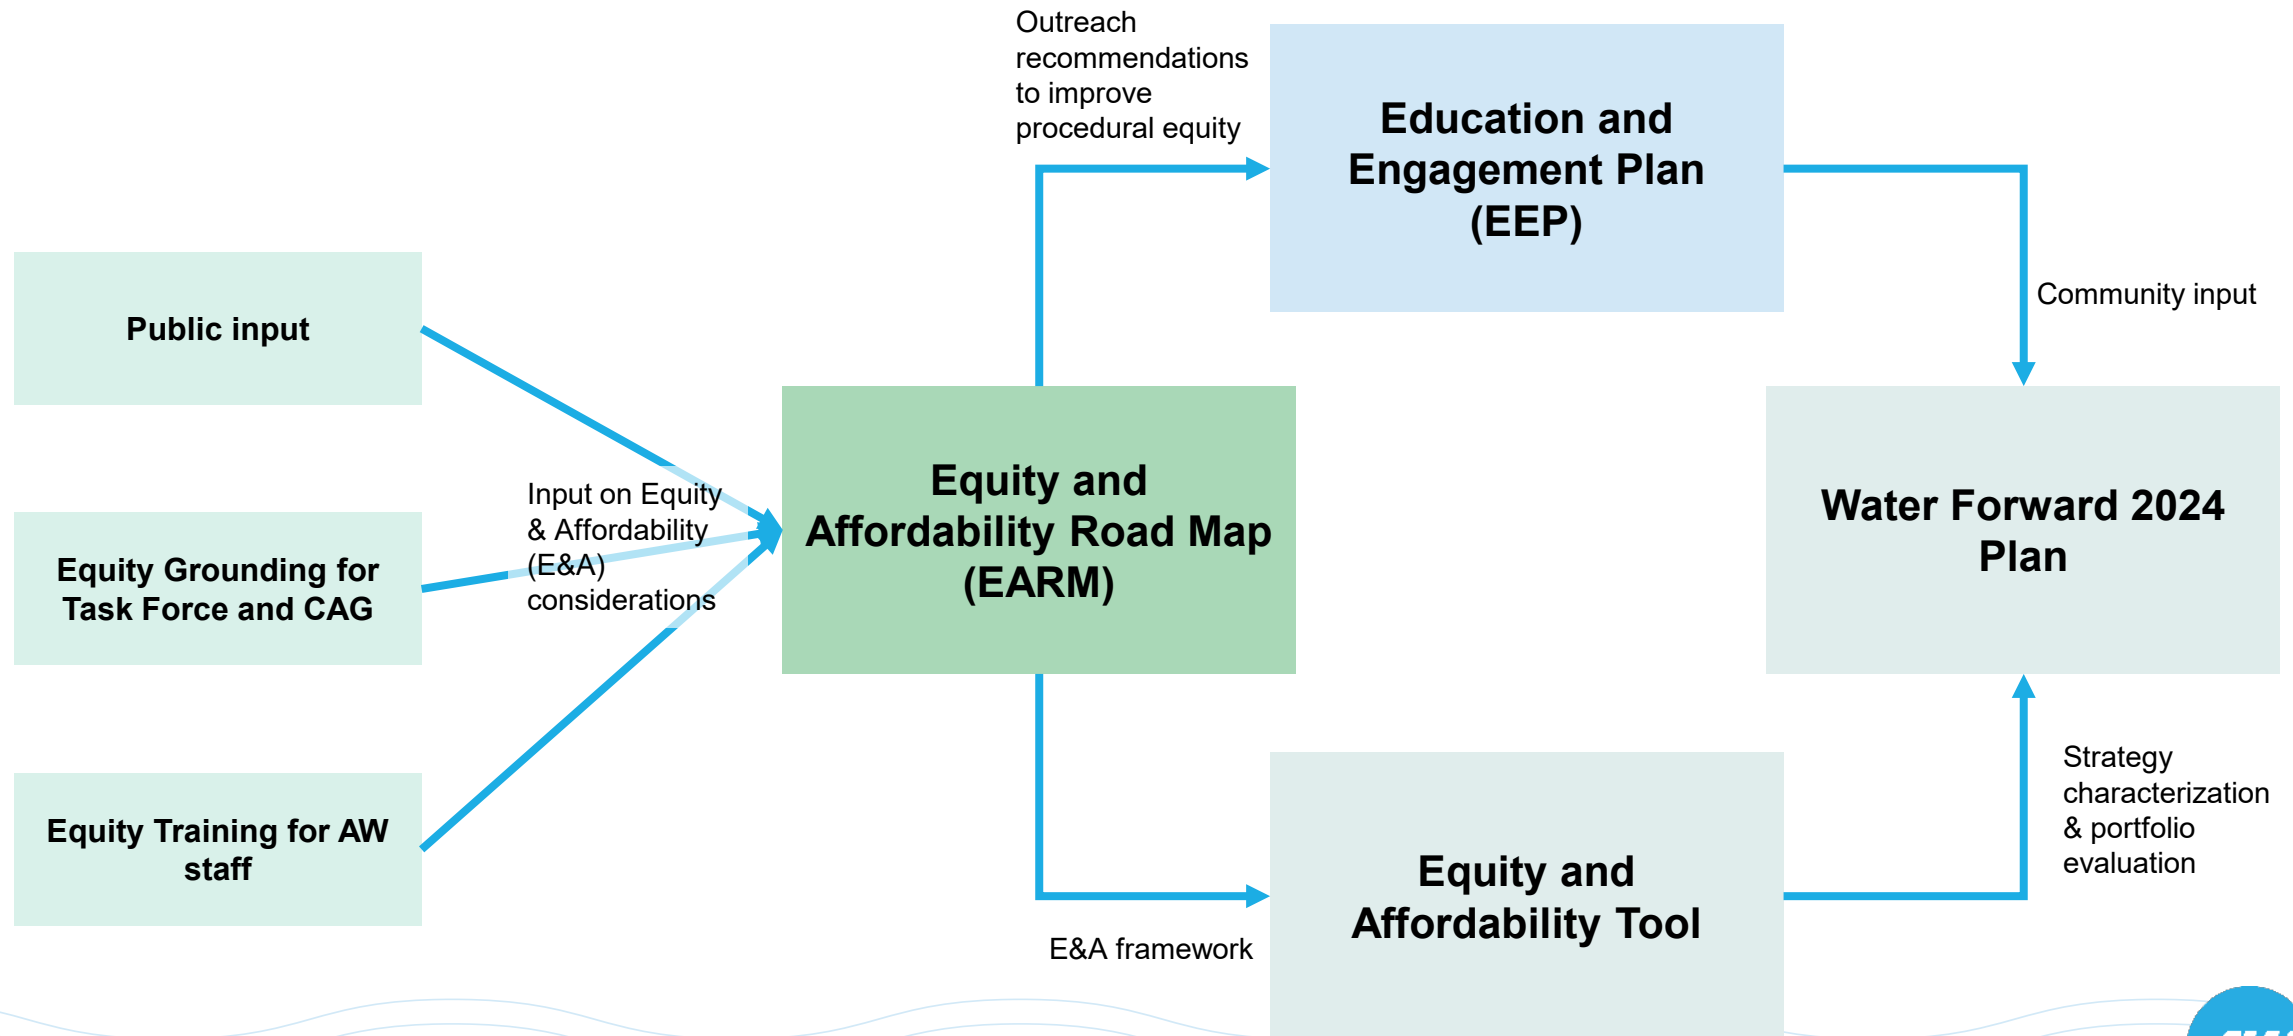 Outreach
recommendations
to improve
procedural equity
Education and
Engagement Plan
(EEP)
Community input
Public input
Input on Equity
& Affordability
(E&A)
considerations
Equity Grounding for
Task Force and CAG
Equity Training for AW
staff
Equity and
Affordability Road Map
(EARM)
Water Forward 2024
Plan
E&A framework
Equity and
Affordability Tool
Strategy
characterization
& portfolio
evaluation